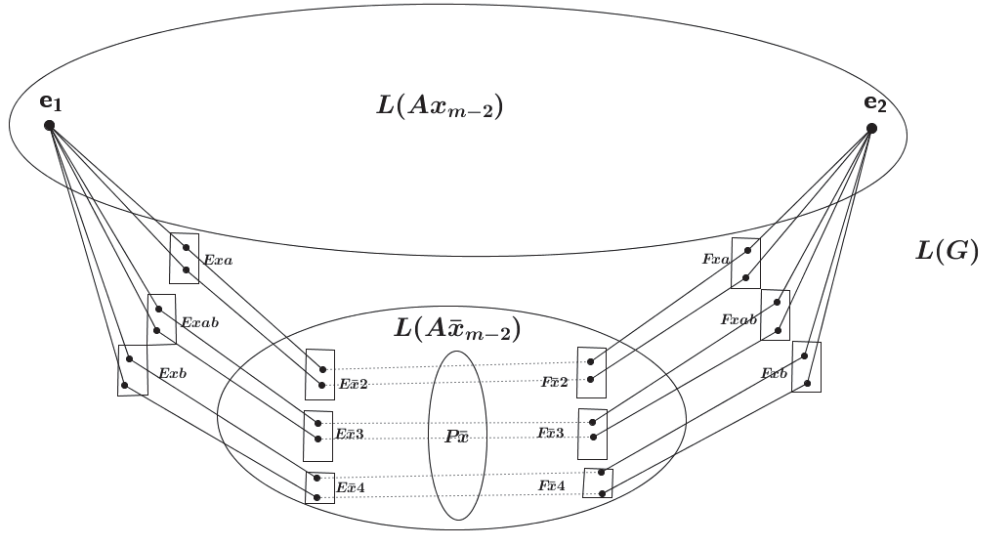 e₁
L(Ax_{m−2})
e₂
Exa
Fxa
L(G)
Exab
L(Ax̄_{m−2})
Fxab
Exb
Ex̄2
Fx̄2
Fxb
Ex̄3
Px̄
Fx̄3
Ex̄4
Fx̄4